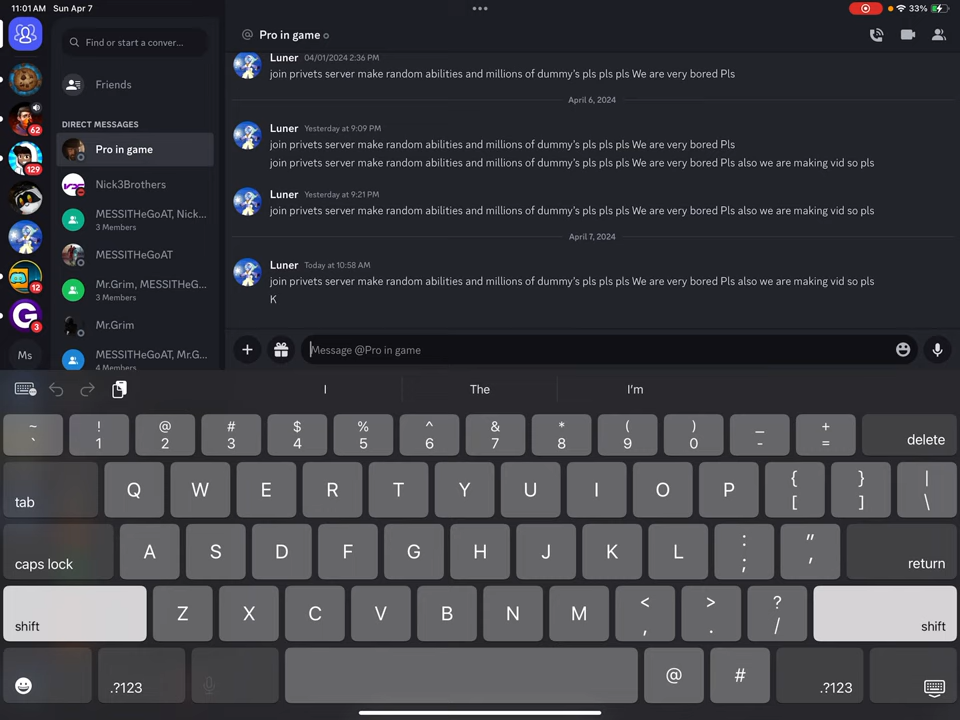 11:01 AM Sun Apr 7
33%
Find or start a conver...
Friends
DIRECT MESSAGES
Pro in game
Nick3Brothers
MESSITHeGoAT, Nick...
3 Members
MESSITHeGoAT
Mr.Grim, MESSITHeG...
3 Members
Mr.Grim
MESSITHeGoAT, Mr.G...
4 Members
62
129
12
3
Ms
@ Pro in game
Luner 04/01/2024 2:36 PM
join privets server make random abilities and millions of dummy's pls pls pls We are very bored Pls
April 6, 2024
Luner Yesterday at 9:09 PM
join privets server make random abilities and millions of dummy's pls pls pls We are very bored Pls
join privets server make random abilities and millions of dummy's pls pls pls We are very bored Pls also we are making vid so pls
Luner Yesterday at 9:21 PM
join privets server make random abilities and millions of dummy's pls pls pls We are very bored Pls also we are making vid so pls
April 7, 2024
Luner Today at 10:58 AM
join privets server make random abilities and millions of dummy's pls pls pls We are very bored Pls also we are making vid so pls
K
Message @Pro in game
I The I'm
~ ! @ # $ % ^ & * ( ) _ +
` 1 2 3 4 5 6 7 8 9 0 - = delete
tab Q W E R T Y U I O P { [ } ] | \
caps lock A S D F G H J K L : ; " ' return
shift Z X C V B N M < , > . ? / shift
.?123 @ # .?123